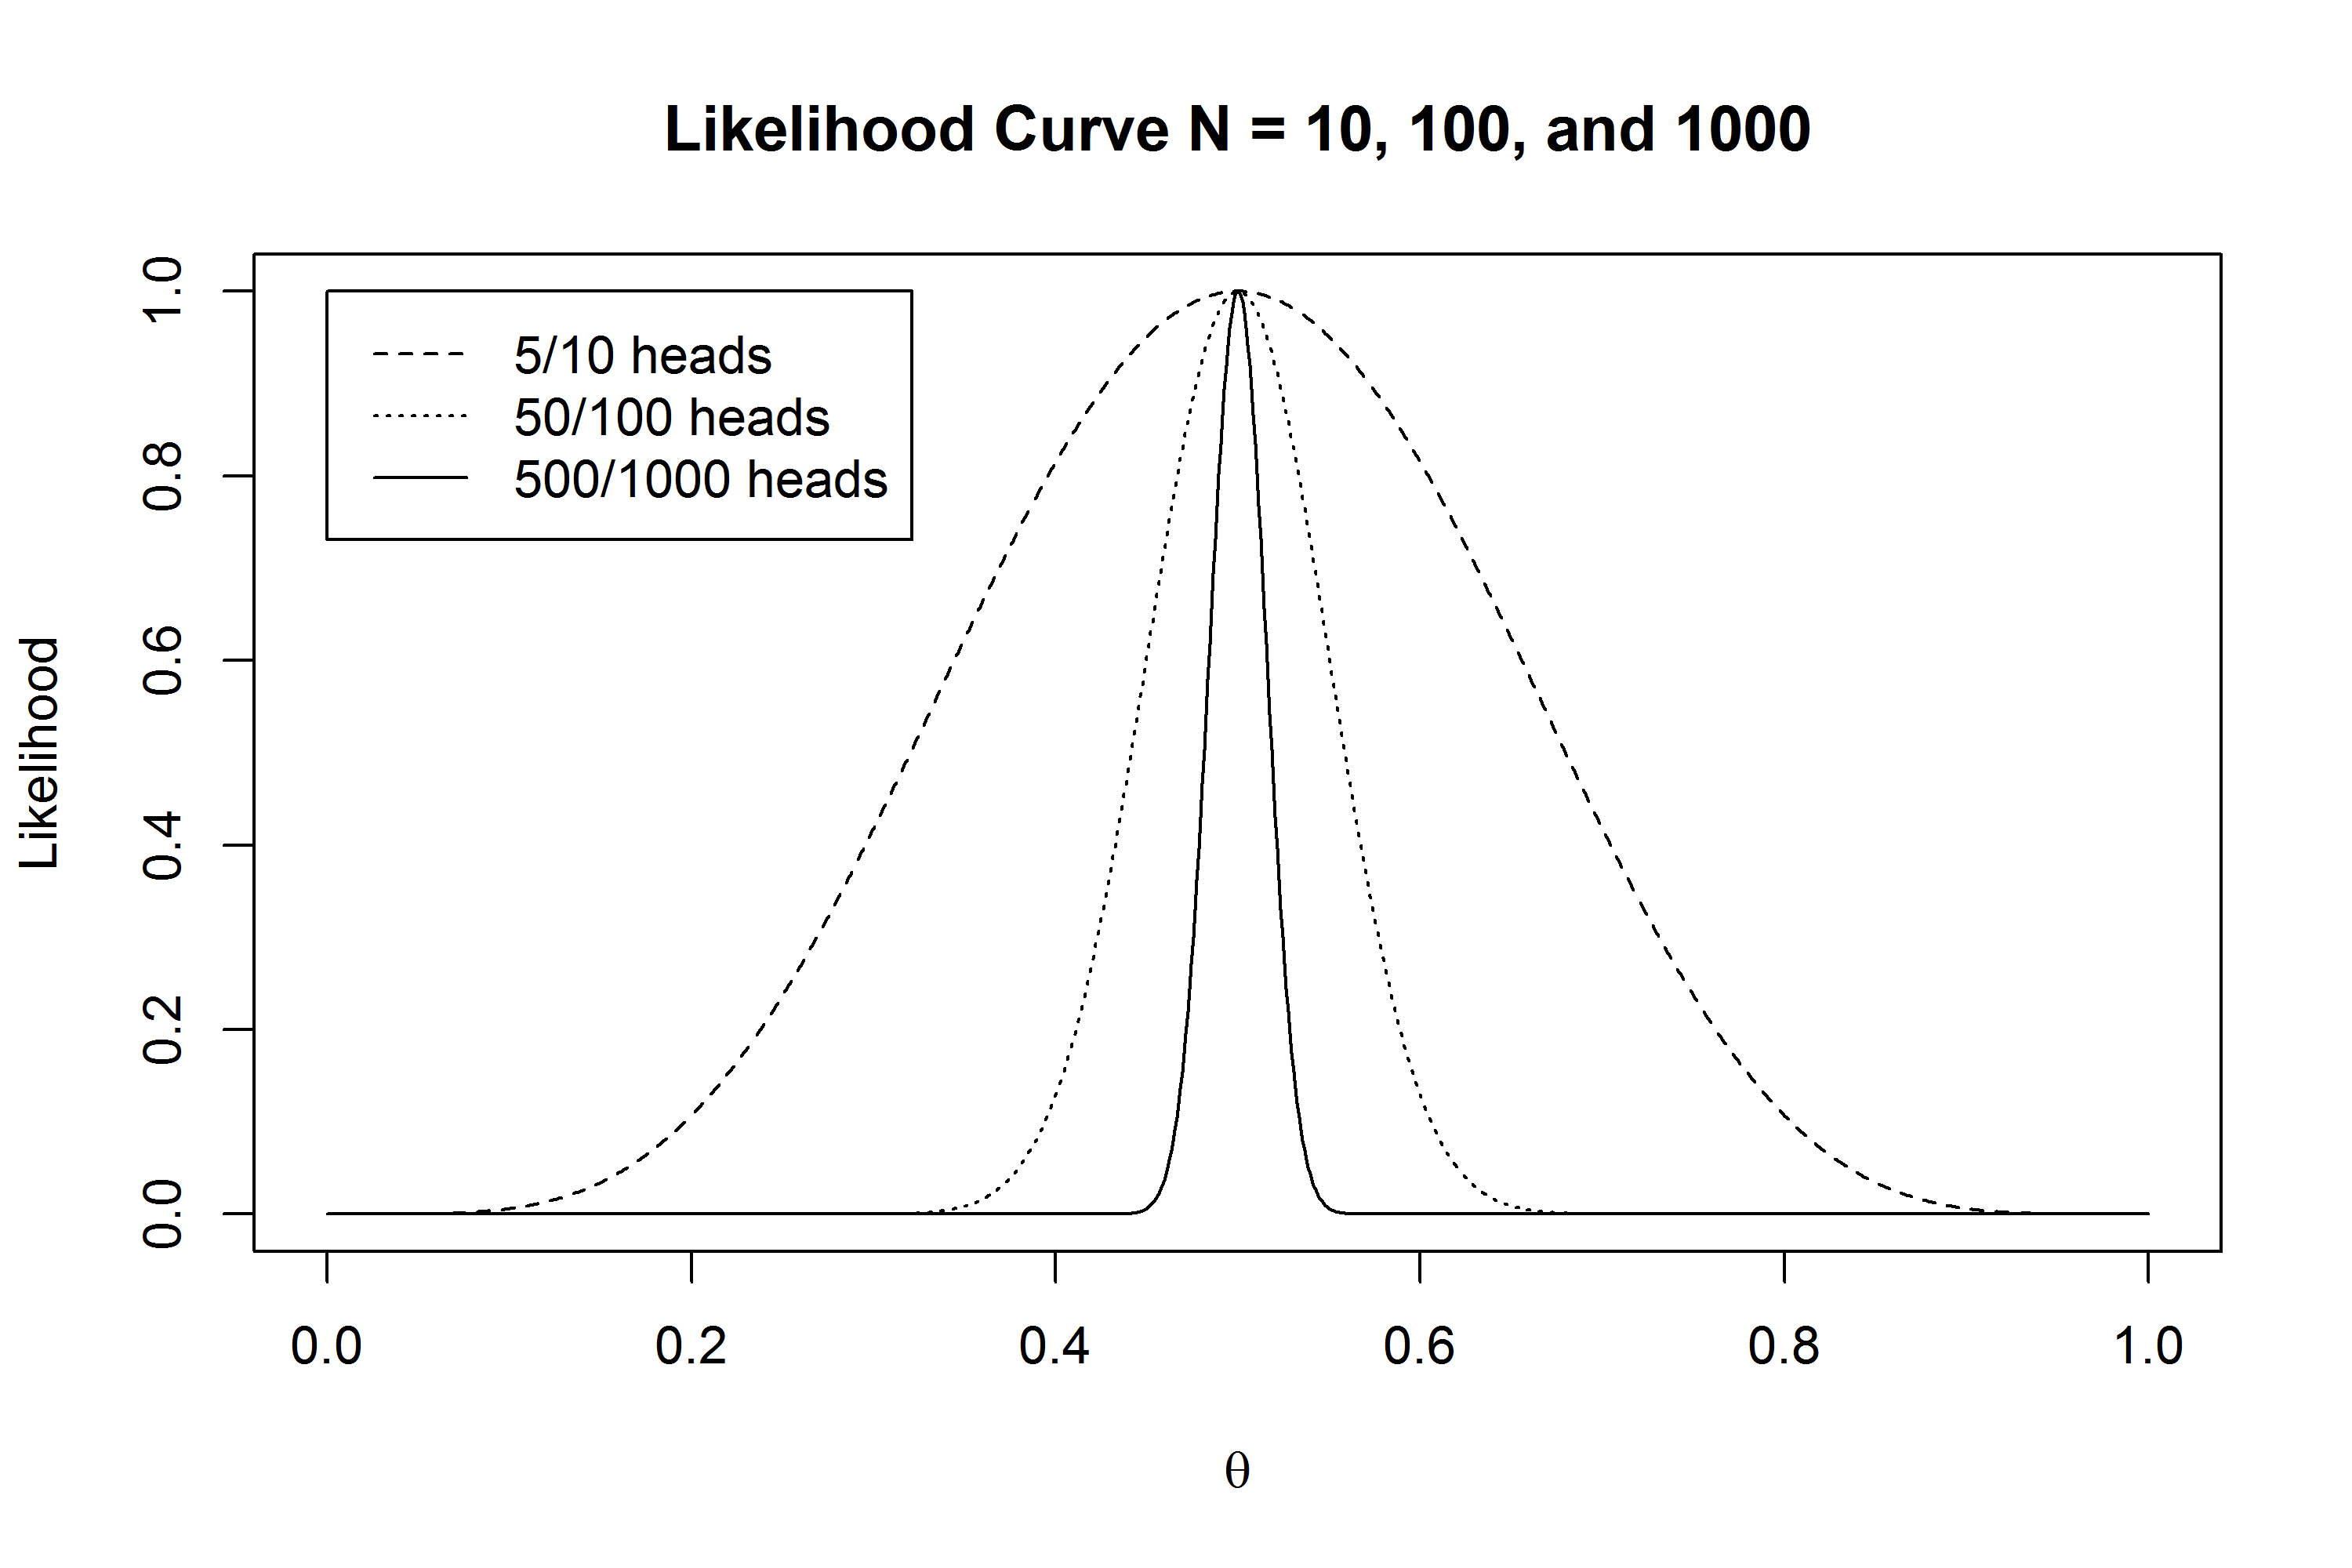 Likelihood Curve N = 10, 100, and 1000
5/10 heads
50/100 heads
500/1000 heads
Likelihood
1.0
0.8
0.6
0.4
0.2
0.0
0.0 0.2 0.4 0.6 0.8 1.0
θ